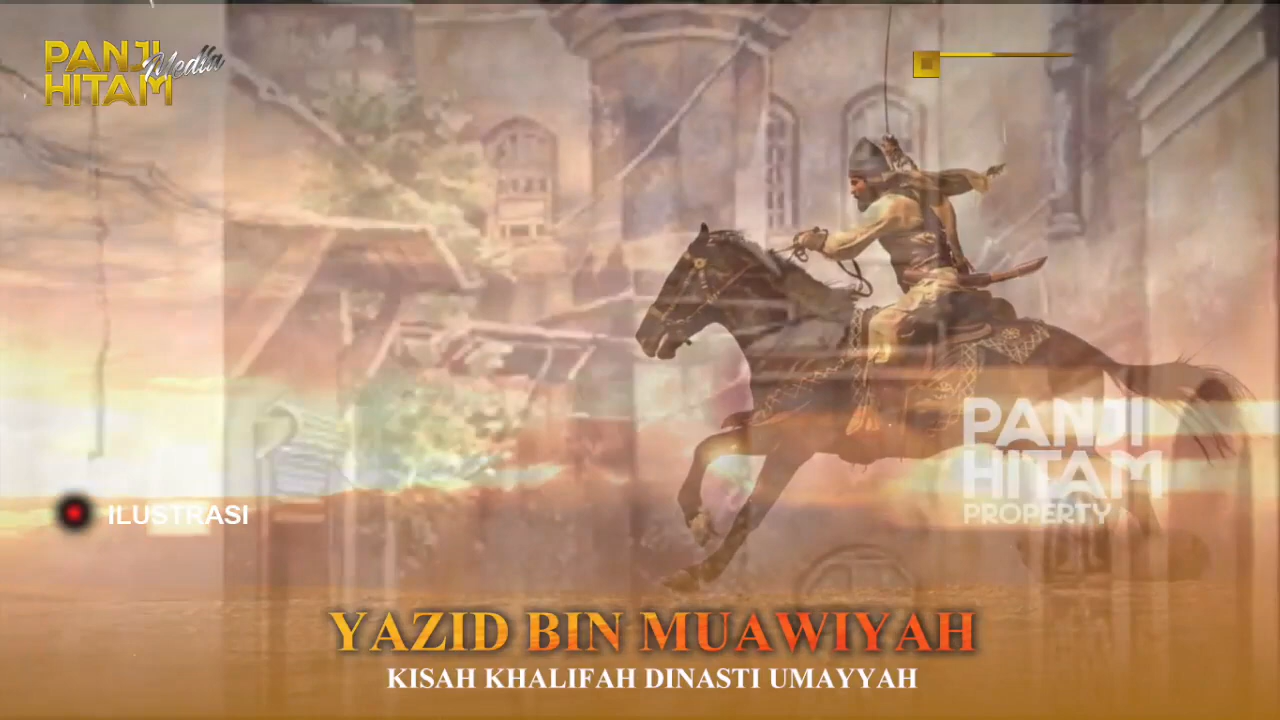 PANJI
HITAM Media
ILUSTRASI
PANJI
HITAM
PROPERTY
YAZID BIN MUAWIYAH
KISAH KHALIFAH DINASTI UMAYYAH